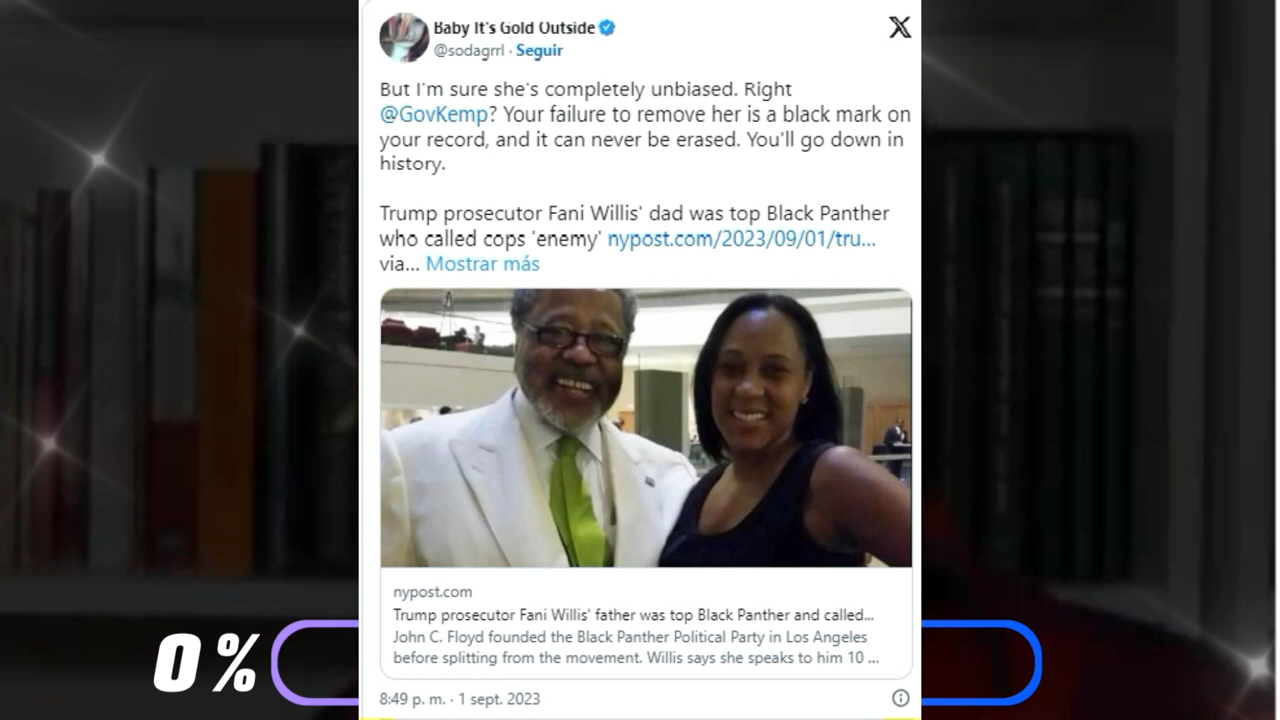 Baby It's Gold Outside
@sodagrrl · Seguir
X
But I'm sure she's completely unbiased. Right
@GovKemp? Your failure to remove her is a black mark on
your record, and it can never be erased. You'll go down in
history.
Trump prosecutor Fani Willis' dad was top Black Panther
who called cops 'enemy' nypost.com/2023/09/01/tru...
via... Mostrar más
nypost.com
Trump prosecutor Fani Willis' father was top Black Panther and called...
John C. Floyd founded the Black Panther Political Party in Los Angeles
before splitting from the movement. Willis says she speaks to him 10 ...
8:49 p. m. · 1 sept. 2023
0%